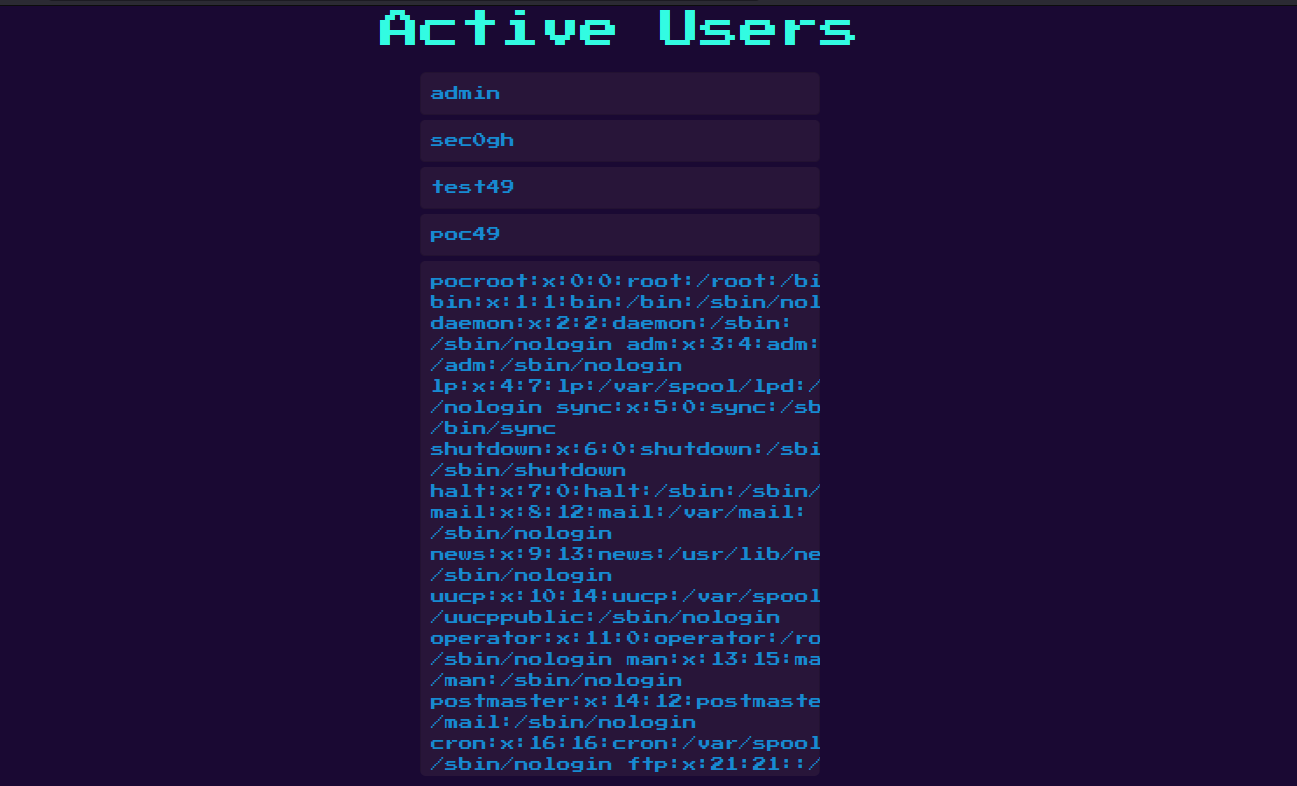 Active Users
admin
sec0gh
test49
poc49
pocroot:x:0:0:root:/root:/bi
bin:x:1:1:bin:/bin:/sbin/nol
daemon:x:2:2:daemon:/sbin:
/sbin/nologin adm:x:3:4:adm:
/adm:/sbin/nologin
lp:x:4:7:lp:/var/spool/lpd:/
/nologin sync:x:5:0:sync:/sb
/bin/sync
shutdown:x:6:0:shutdown:/sbi
/sbin/shutdown
halt:x:7:0:halt:/sbin:/sbin/
mail:x:8:12:mail:/var/mail:
/sbin/nologin
news:x:9:13:news:/usr/lib/ne
/sbin/nologin
uucp:x:10:14:uucp:/var/spool
/uucppublic:/sbin/nologin
operator:x:11:0:operator:/ro
/sbin/nologin man:x:13:15:ma
/man:/sbin/nologin
postmaster:x:14:12:postmaste
/mail:/sbin/nologin
cron:x:16:16:cron:/var/spool
/sbin/nologin ftp:x:21:21::/